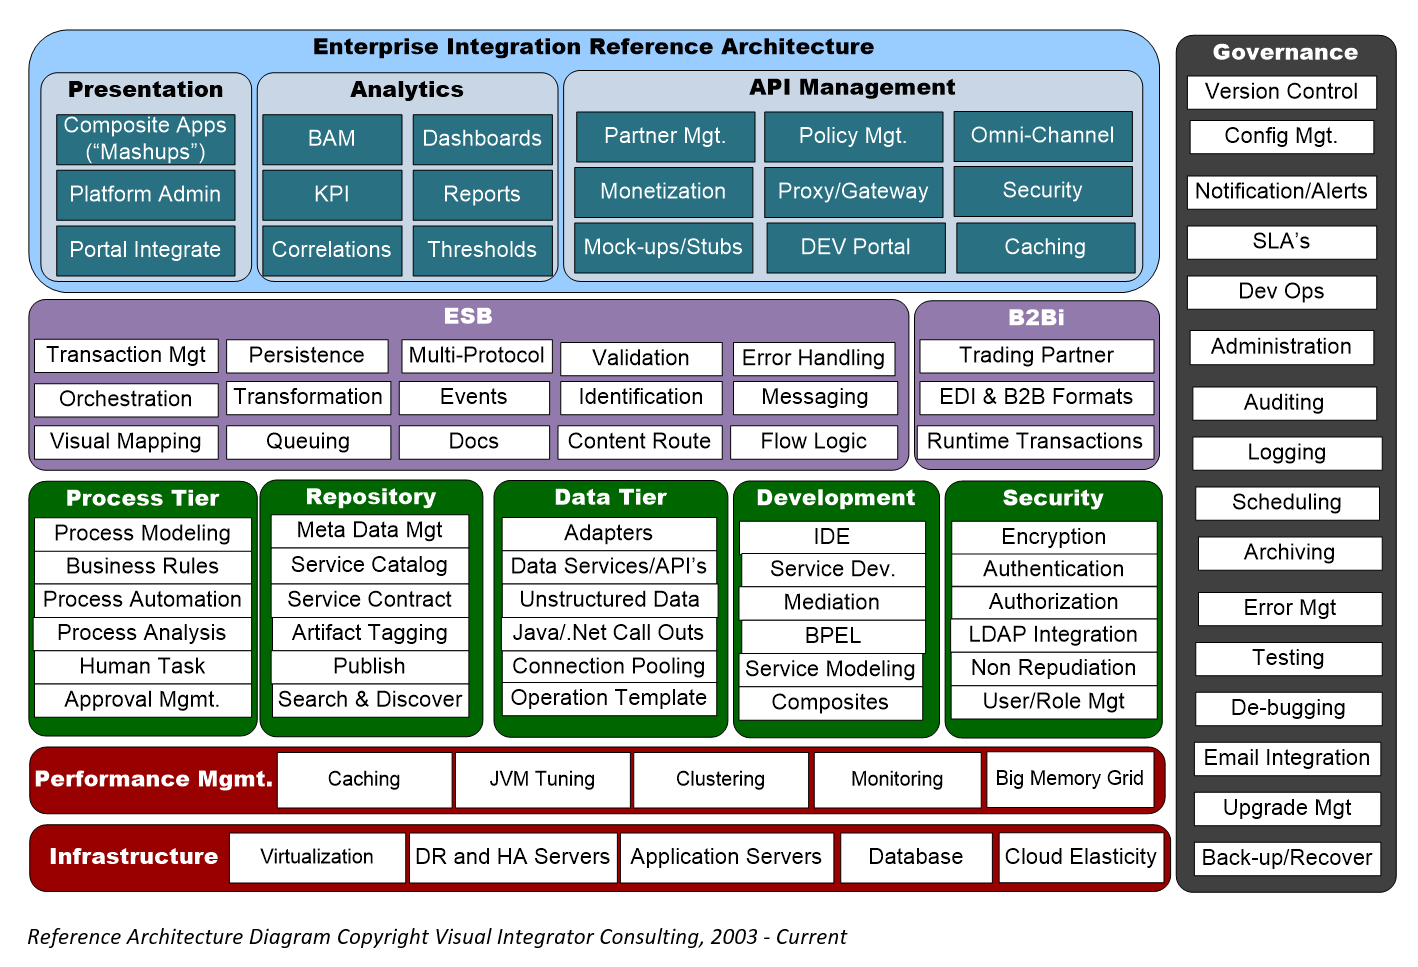 Enterprise Integration Reference Architecture
Presentation
Composite Apps
(“Mashups”)
Platform Admin
Portal Integrate
Analytics
BAM
Dashboards
KPI
Reports
Correlations
Thresholds
API Management
Partner Mgt.
Policy Mgt.
Omni-Channel
Monetization
Proxy/Gateway
Security
Mock-ups/Stubs
DEV Portal
Caching
ESB
Transaction Mgt
Persistence
Multi-Protocol
Validation
Error Handling
Orchestration
Transformation
Events
Identification
Messaging
Visual Mapping
Queuing
Docs
Content Route
Flow Logic
B2Bi
Trading Partner
EDI & B2B Formats
Runtime Transactions
Process Tier
Process Modeling
Business Rules
Process Automation
Process Analysis
Human Task
Approval Mgmt.
Repository
Meta Data Mgt
Service Catalog
Service Contract
Artifact Tagging
Publish
Search & Discover
Data Tier
Adapters
Data Services/API’s
Unstructured Data
Java/.Net Call Outs
Connection Pooling
Operation Template
Development
IDE
Service Dev.
Mediation
BPEL
Service Modeling
Composites
Security
Encryption
Authentication
Authorization
LDAP Integration
Non Repudiation
User/Role Mgt
Performance Mgmt.
Caching
JVM Tuning
Clustering
Monitoring
Big Memory Grid
Infrastructure
Virtualization
DR and HA Servers
Application Servers
Database
Cloud Elasticity
Governance
Version Control
Config Mgt.
Notification/Alerts
SLA’s
Dev Ops
Administration
Auditing
Logging
Scheduling
Archiving
Error Mgt
Testing
De-bugging
Email Integration
Upgrade Mgt
Back-up/Recover
Reference Architecture Diagram Copyright Visual Integrator Consulting, 2003 - Current